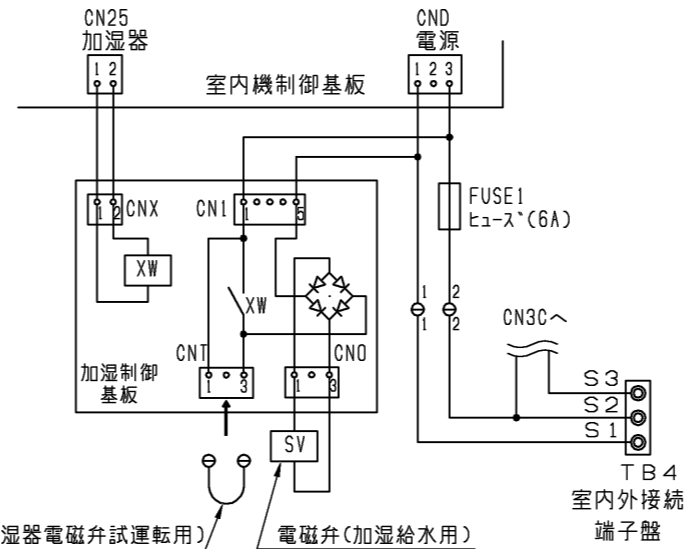 CN25
加湿器
1 2
CND
電源
1 2 3
室内機制御基板
CNX
1 2
CN1
1 5
FUSE1
ヒューズ(6A)
XW
XW
1 2
1 2
CN3Cへ
加湿制御
基板
CNT
1 3
CNO
1 3
S3
S2
S1
SV
TB4
室内外接続
端子盤
湿器電磁弁試運転用)
電磁弁(加湿給水用)